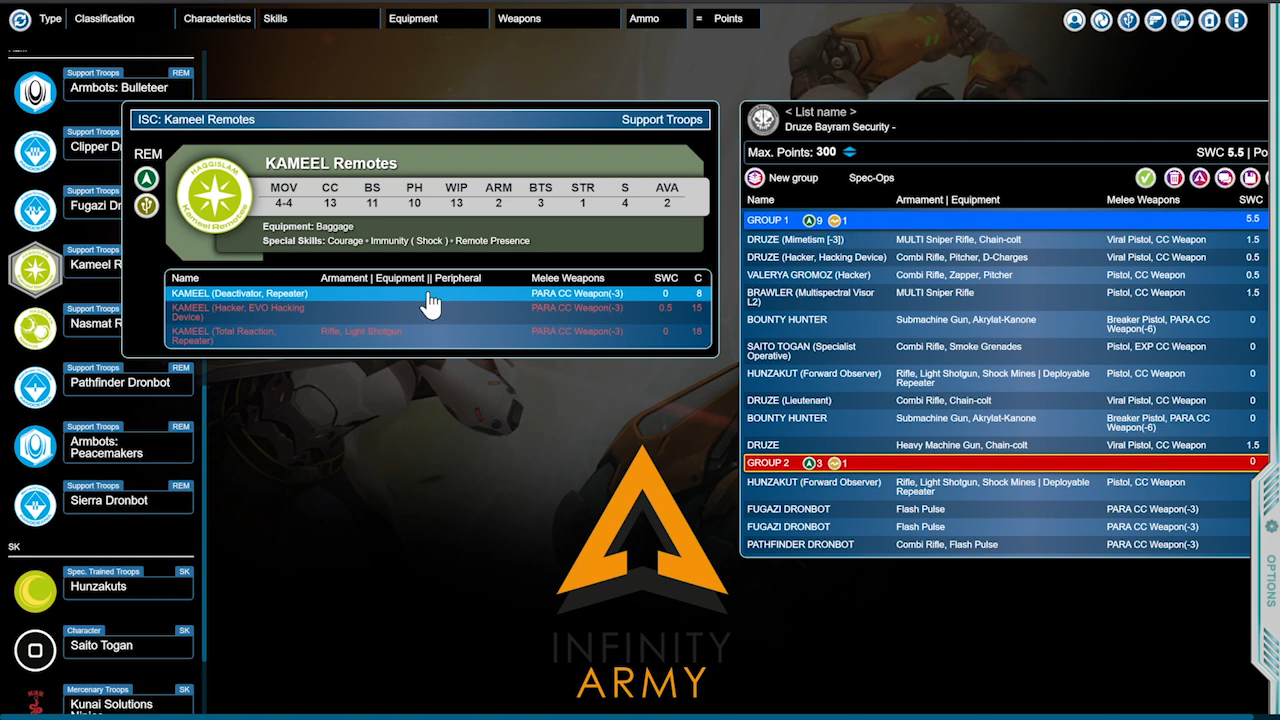 Type Classification Characteristics Skills Equipment Weapons Ammo = Points
Support Troops REM
Armbots: Bulleteer
Support Troops
Clipper Dr
Support Troops
Fugazi Dr
Support Troops
Kameel R
Support Troops
Nasmat R
Support Troops REM
Pathfinder Dronbot
Support Troops REM
Armbots:
Peacemakers
Support Troops REM
Sierra Dronbot
SK
Spec. Trained Troops SK
Hunzakuts
Character SK
Saito Togan
Mercenary Troops SK
Kunai Solutions
ISC: Kameel Remotes Support Troops
REM
HAQQISLAM
Kameel Remotes
KAMEEL Remotes
MOV CC BS PH WIP ARM BTS STR S AVA
4-4 13 11 10 13 2 3 1 4 2
Equipment: Baggage
Special Skills: Courage • Immunity ( Shock ) • Remote Presence
Name Armament | Equipment || Peripheral Melee Weapons SWC C
KAMEEL (Deactivator, Repeater) PARA CC Weapon(-3) 0 8
KAMEEL (Hacker, EVO Hacking Device) PARA CC Weapon(-3) 0.5 15
KAMEEL (Total Reaction, Repeater) Rifle, Light Shotgun PARA CC Weapon(-3) 0 18
< List name >
Druze Bayram Security -
Max. Points: 300 SWC 5.5 | Po
New group Spec-Ops
Name Armament | Equipment Melee Weapons SWC
GROUP 1 9 1 5.5
DRUZE (Mimetism [-3]) MULTI Sniper Rifle, Chain-colt Viral Pistol, CC Weapon 1.5
DRUZE (Hacker, Hacking Device) Combi Rifle, Pitcher, D-Charges Viral Pistol, CC Weapon 0.5
VALERYA GROMOZ (Hacker) Combi Rifle, Zapper, Pitcher Pistol, CC Weapon 0.5
BRAWLER (Multispectral Visor L2) MULTI Sniper Rifle Pistol, CC Weapon 1.5
BOUNTY HUNTER Submachine Gun, Akrylat-Kanone Breaker Pistol, PARA CC Weapon(-6) 0
SAITO TOGAN (Specialist Operative) Combi Rifle, Smoke Grenades Pistol, EXP CC Weapon 0
HUNZAKUT (Forward Observer) Rifle, Light Shotgun, Shock Mines | Deployable Repeater Pistol, CC Weapon 0
DRUZE (Lieutenant) Combi Rifle, Chain-colt Viral Pistol, CC Weapon 0
BOUNTY HUNTER Submachine Gun, Akrylat-Kanone Breaker Pistol, PARA CC Weapon(-6) 0
DRUZE Heavy Machine Gun, Chain-colt Viral Pistol, CC Weapon 1.5
GROUP 2 3 1 0
HUNZAKUT (Forward Observer) Rifle, Light Shotgun, Shock Mines | Deployable Repeater Pistol, CC Weapon 0
FUGAZI DRONBOT Flash Pulse PARA CC Weapon(-3) 0
FUGAZI DRONBOT Flash Pulse PARA CC Weapon(-3) 0
PATHFINDER DRONBOT Combi Rifle, Flash Pulse PARA CC Weapon(-3) 0
OPTIONS
INFINITY
ARMY